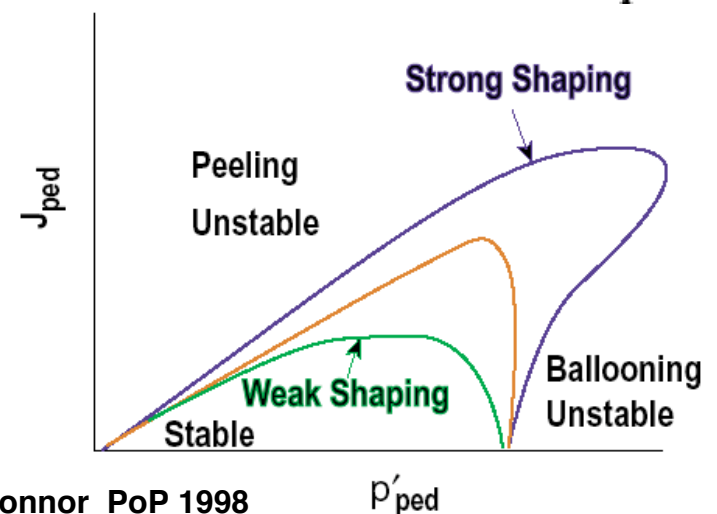 Strong Shaping
Peeling
Unstable
Jped
Weak Shaping
Ballooning
Unstable
Stable
p′ped
onnor PoP 1998